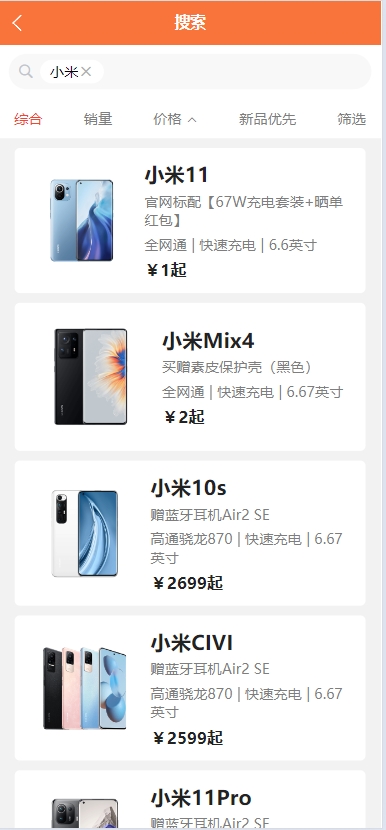 搜索
小米
综合 销量 价格 新品优先 筛选
小米11
官网标配【67W充电套装+晒单
红包】
全网通 | 快速充电 | 6.6英寸
￥1起
小米Mix4
买赠素皮保护壳（黑色）
全网通 | 快速充电 | 6.67英寸
￥2起
小米10s
赠蓝牙耳机Air2 SE
高通骁龙870 | 快速充电 | 6.67
英寸
￥2699起
小米CIVI
赠蓝牙耳机Air2 SE
高通骁龙870 | 快速充电 | 6.67
英寸
￥2599起
小米11Pro
赠蓝牙耳机Air2 SE